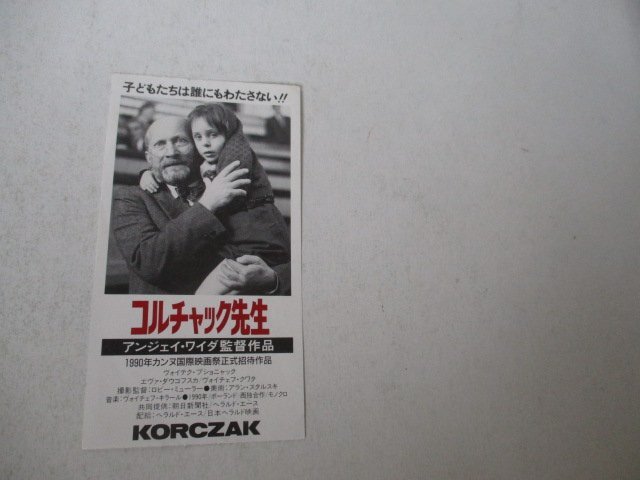 子どもたちは誰にもわたさない!!
コルチャック先生
アンジェイ・ワイダ監督作品
1990年カンヌ国際映画祭正式招待作品
ヴォイテク・プショニャック
エヴァ・ダウコフスカ/ヴォイチェフ・クワタ
撮影監督:ロビー・ミューラー●美術:アラン・スタルスキ
音楽:ヴォイチェフ・キラール●1990年/ポーランド・西独合作/モノクロ
共同提供:朝日新聞社/ヘラルド・エース
配給:ヘラルド・エース/日本ヘラルド映画
KORCZAK